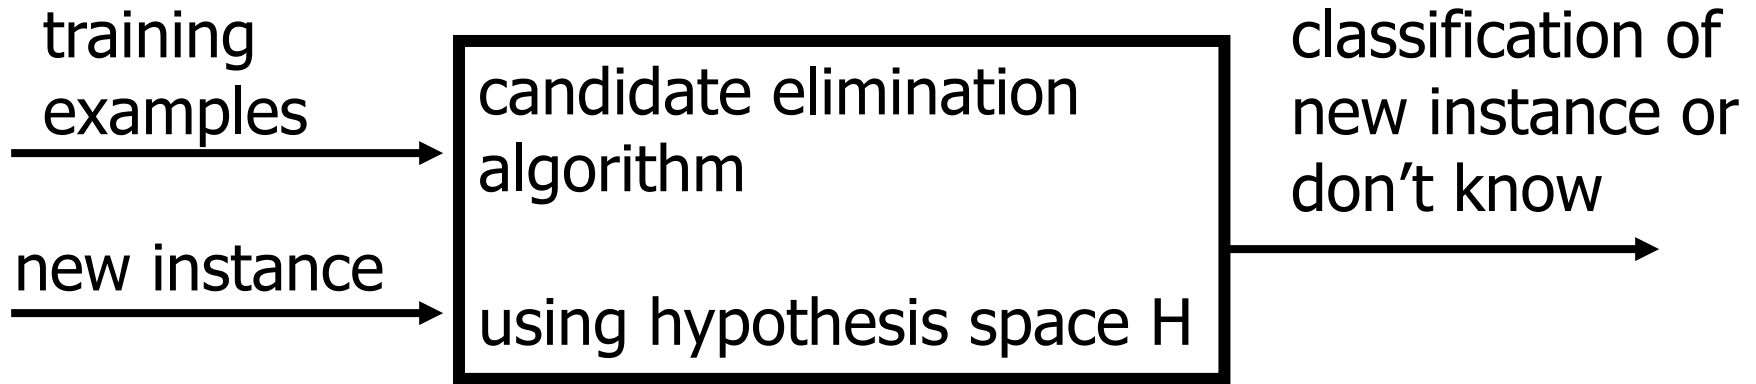 training
examples
new instance
candidate elimination
algorithm
using hypothesis space H
classification of
new instance or
don’t know